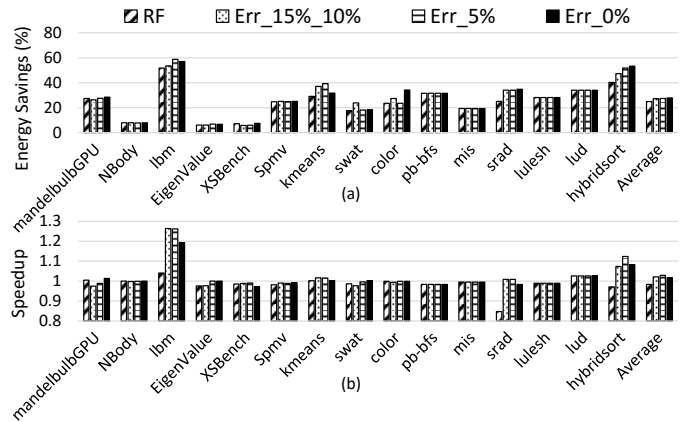 RF Err_15%_10% Err_5% Err_0%
Energy Savings (%)
80
60
40
20
0
mandelbulbGPU NBody lbm EigenValue XSBench Spmv kmeans swat color pb-bfs mis srad lulesh lud hybridsort Average
(a)
Speedup
1.3
1.2
1.1
1
0.9
0.8
mandelbulbGPU NBody lbm EigenValue XSBench Spmv kmeans swat color pb-bfs mis srad lulesh lud hybridsort Average
(b)